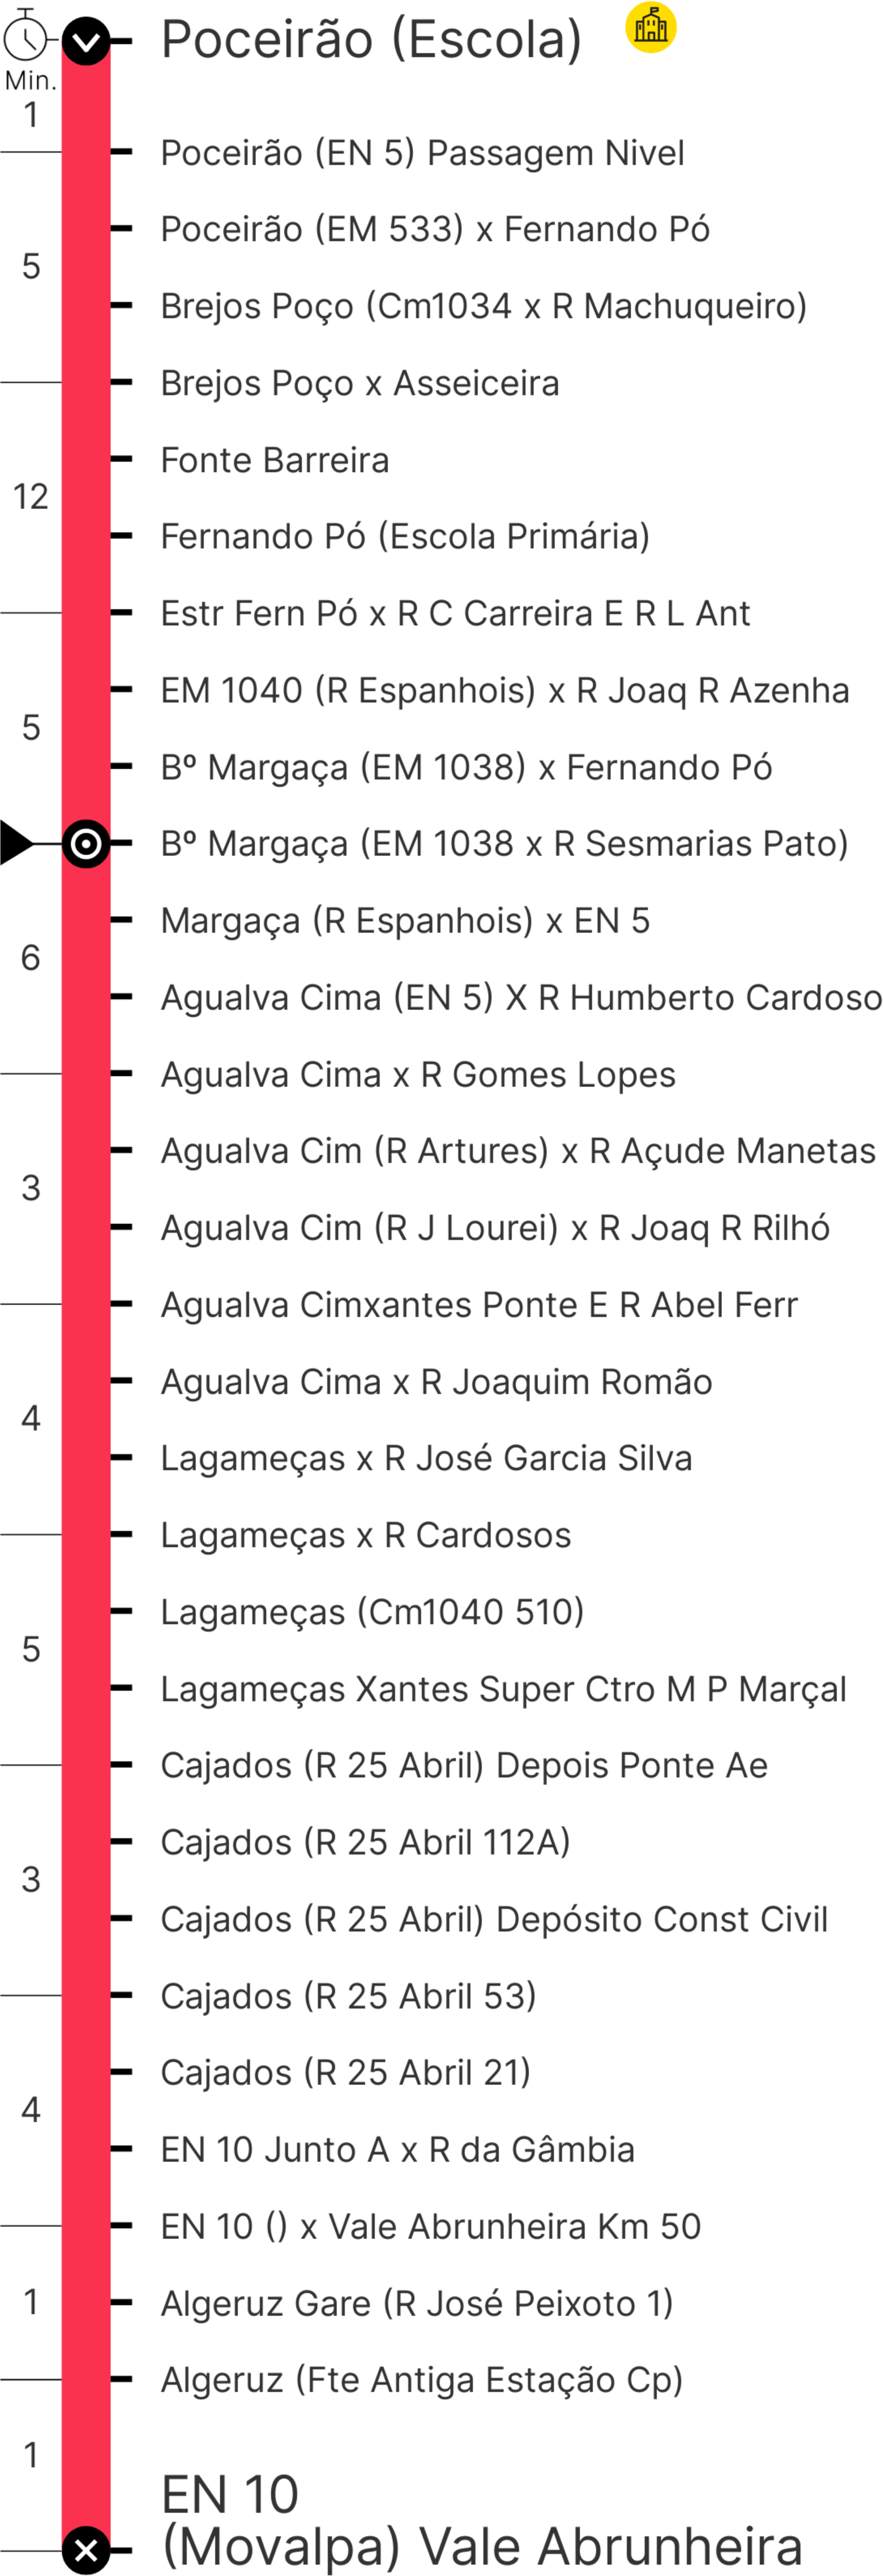 Poceirão (Escola)
Min.
1
Poceirão (EN 5) Passagem Nivel
Poceirão (EM 533) x Fernando Pó
5
Brejos Poço (Cm1034 x R Machuqueiro)
Brejos Poço x Asseiceira
Fonte Barreira
12
Fernando Pó (Escola Primária)
Estr Fern Pó x R C Carreira E R L Ant
EM 1040 (R Espanhois) x R Joaq R Azenha
5
Bº Margaça (EM 1038) x Fernando Pó
Bº Margaça (EM 1038 x R Sesmarias Pato)
Margaça (R Espanhois) x EN 5
6
Agualva Cima (EN 5) X R Humberto Cardoso
Agualva Cima x R Gomes Lopes
Agualva Cim (R Artures) x R Açude Manetas
3
Agualva Cim (R J Lourei) x R Joaq R Rilhó
Agualva Cimxantes Ponte E R Abel Ferr
Agualva Cima x R Joaquim Romão
4
Lagameças x R José Garcia Silva
Lagameças x R Cardosos
Lagameças (Cm1040 510)
5
Lagameças Xantes Super Ctro M P Marçal
Cajados (R 25 Abril) Depois Ponte Ae
Cajados (R 25 Abril 112A)
3
Cajados (R 25 Abril) Depósito Const Civil
Cajados (R 25 Abril 53)
Cajados (R 25 Abril 21)
4
EN 10 Junto A x R da Gâmbia
EN 10 () x Vale Abrunheira Km 50
1
Algeruz Gare (R José Peixoto 1)
Algeruz (Fte Antiga Estação Cp)
1
EN 10
(Movalpa) Vale Abrunheira